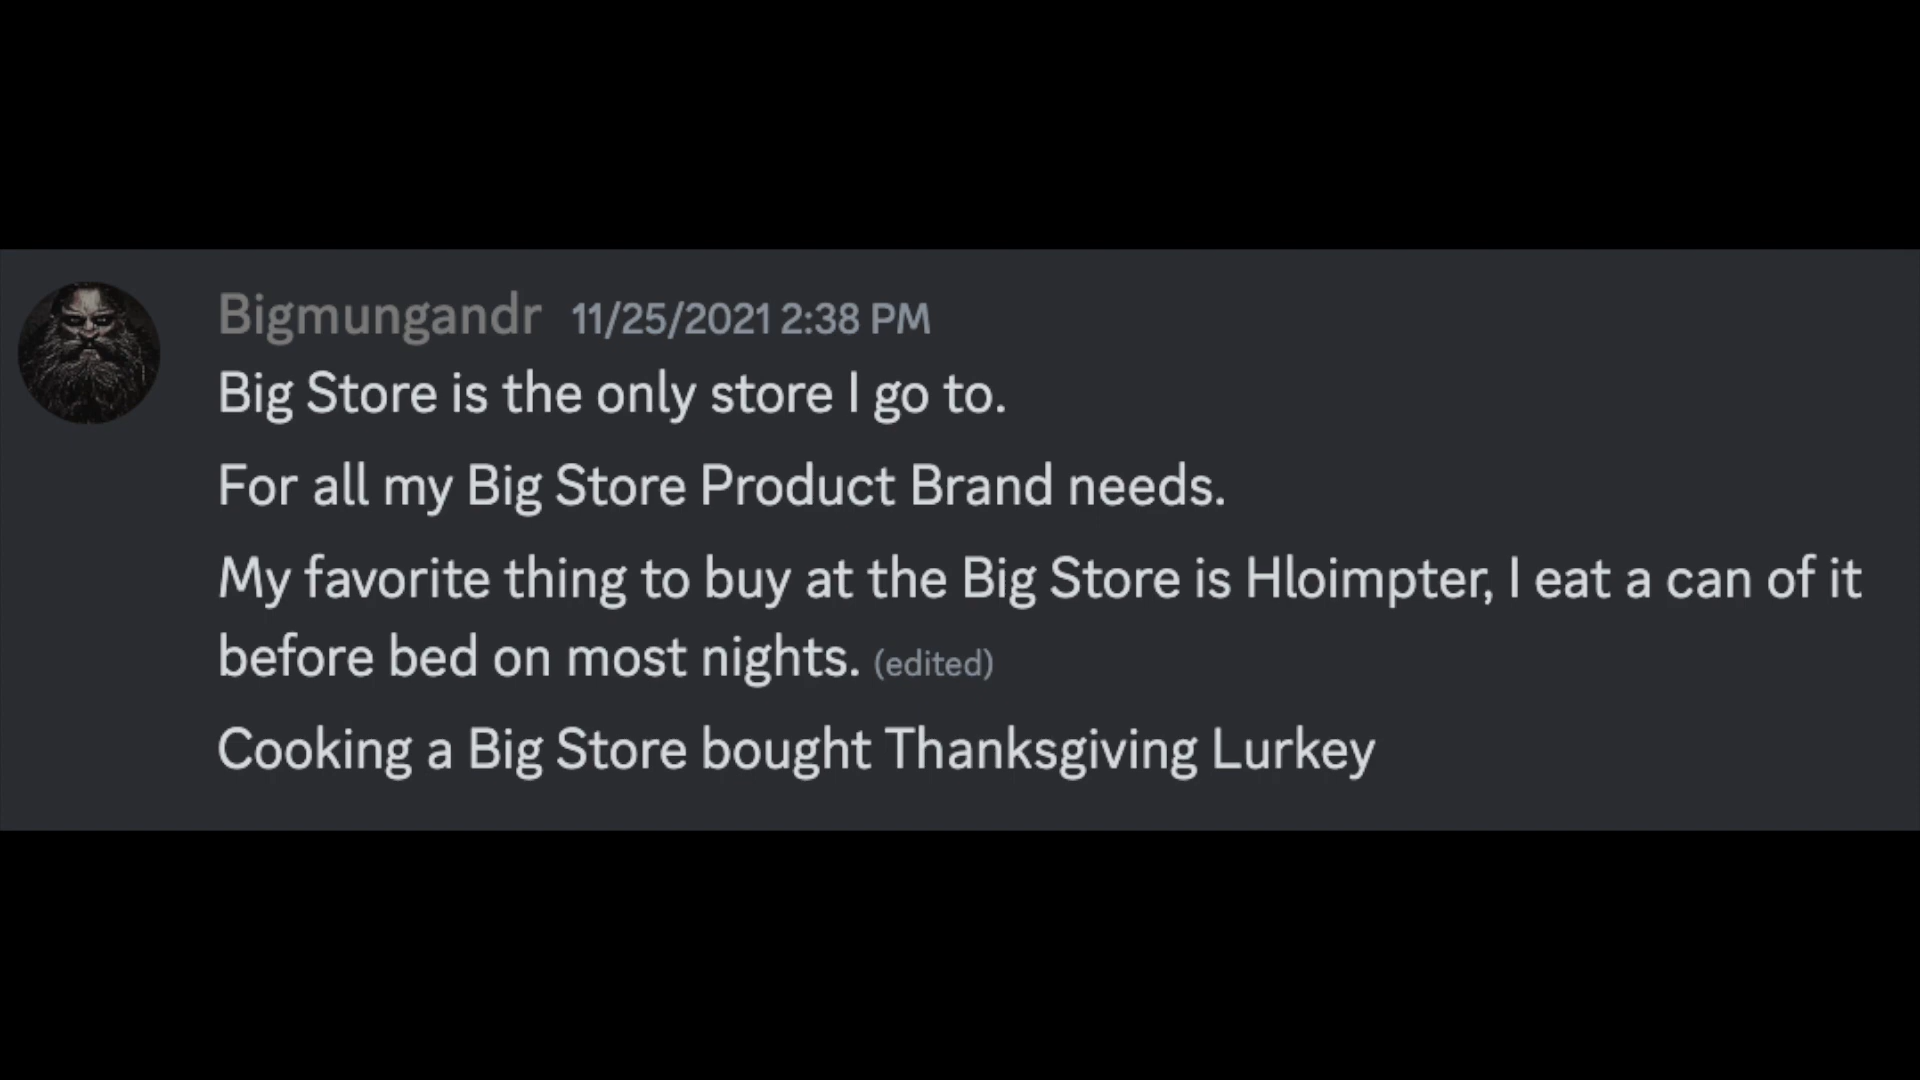 Bigmungandr 11/25/2021 2:38 PM
Big Store is the only store I go to.
For all my Big Store Product Brand needs.
My favorite thing to buy at the Big Store is Hloimpter, I eat a can of it
before bed on most nights. (edited)
Cooking a Big Store bought Thanksgiving Lurkey